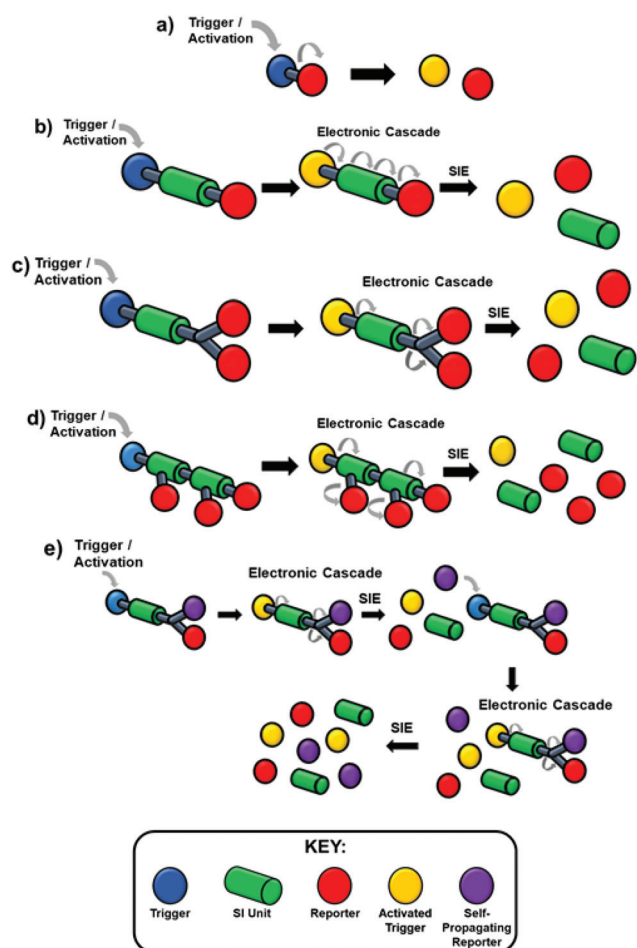 Trigger /
Activation
a)
b)
Trigger /
Activation
Electronic Cascade
SIE
c)
Trigger /
Activation
Electronic Cascade
SIE
d)
Trigger /
Activation
Electronic Cascade
SIE
e)
Trigger /
Activation
Electronic Cascade
SIE
Electronic Cascade
SIE
KEY:
Trigger
SI Unit
Reporter
Activated
Trigger
Self-
Propagating
Reporter